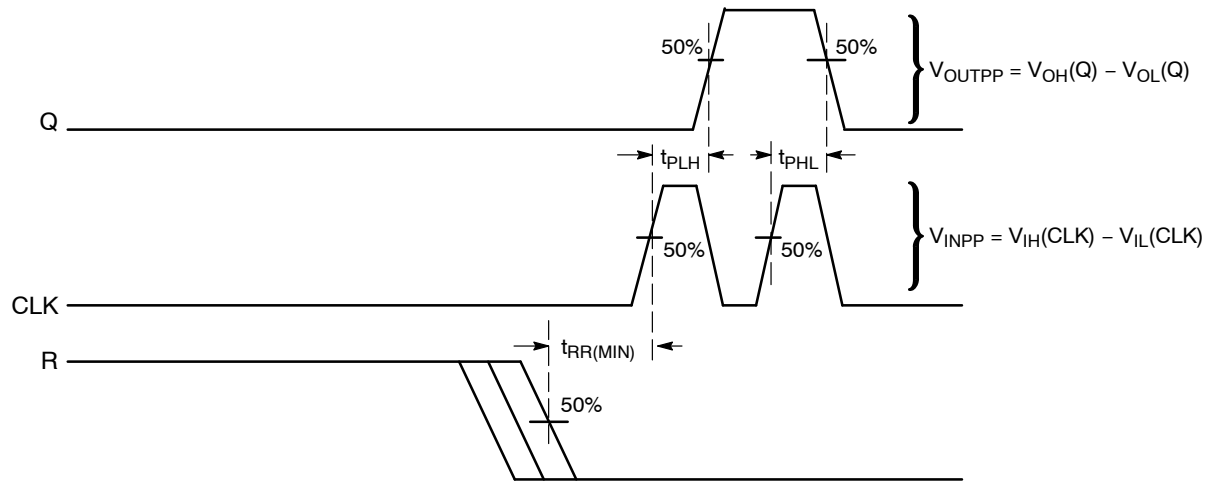 50%
50%
V_OUTPP = V_OH(Q) − V_OL(Q)
Q
t_PLH
t_PHL
50%
50%
V_INPP = V_IH(CLK) − V_IL(CLK)
CLK
t_RR(MIN)
R
50%